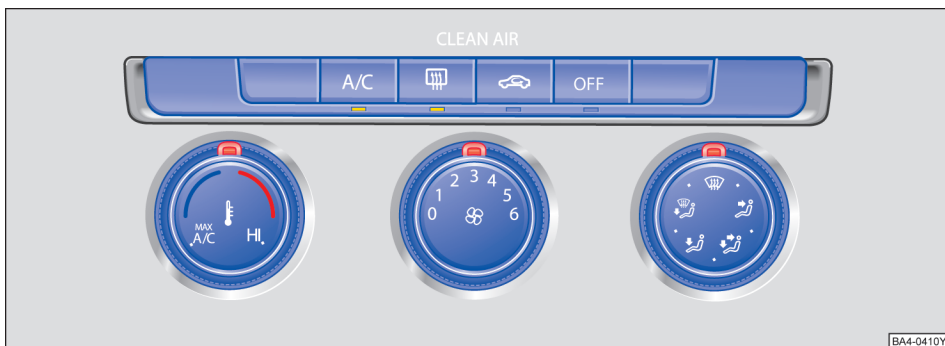 CLEAN AIR
A/C OFF
0 1 2 3 4 5 6
MAX
A/C HI
BA4-0410Y